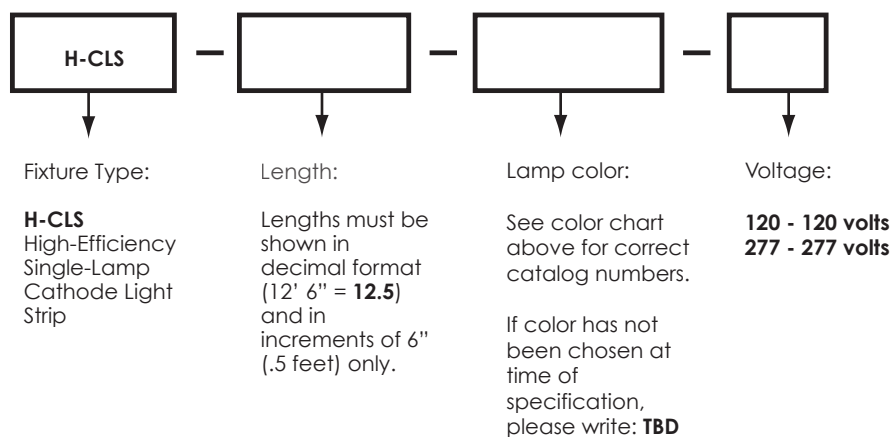 H-CLS
Fixture Type:
H-CLS
High-Efficiency
Single-Lamp
Cathode Light
Strip
Length:
Lengths must be
shown in
decimal format
(12’ 6” = 12.5)
and in
increments of 6”
(.5 feet) only.
Lamp color:
See color chart
above for correct
catalog numbers.
If color has not
been chosen at
time of
specification,
please write: TBD
Voltage:
120 - 120 volts
277 - 277 volts